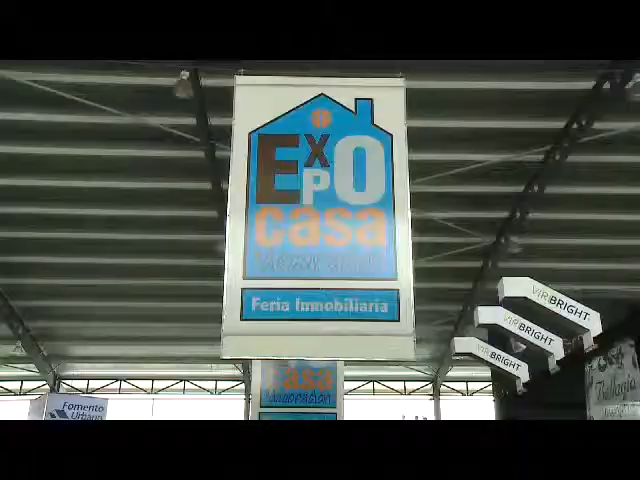 EXPO
casa
Feria Inmobiliaria
VIRBRIGHT.
VIRBRIGHT.
VIRBRIGHT.
casa
Fomento
Urbano